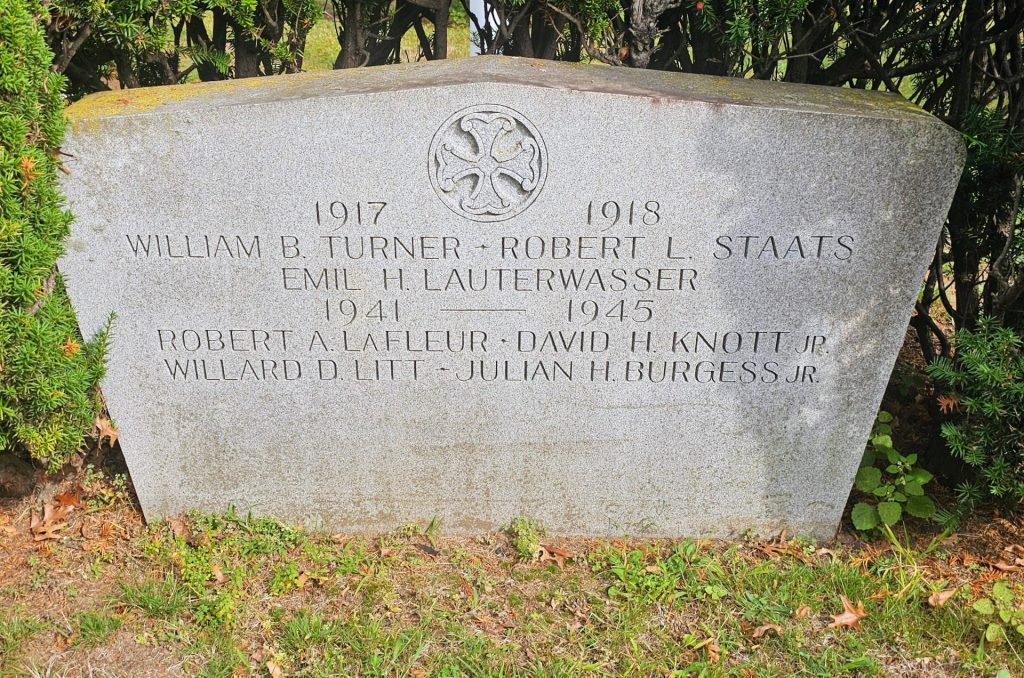 1917 1918
WILLIAM B. TURNER · ROBERT L. STAATS
EMIL H. LAUTERWASSER
1941 — 1945
ROBERT A. LAFLEUR · DAVID H. KNOTT JR.
WILLARD D. LITT · JULIAN H. BURGESS JR.